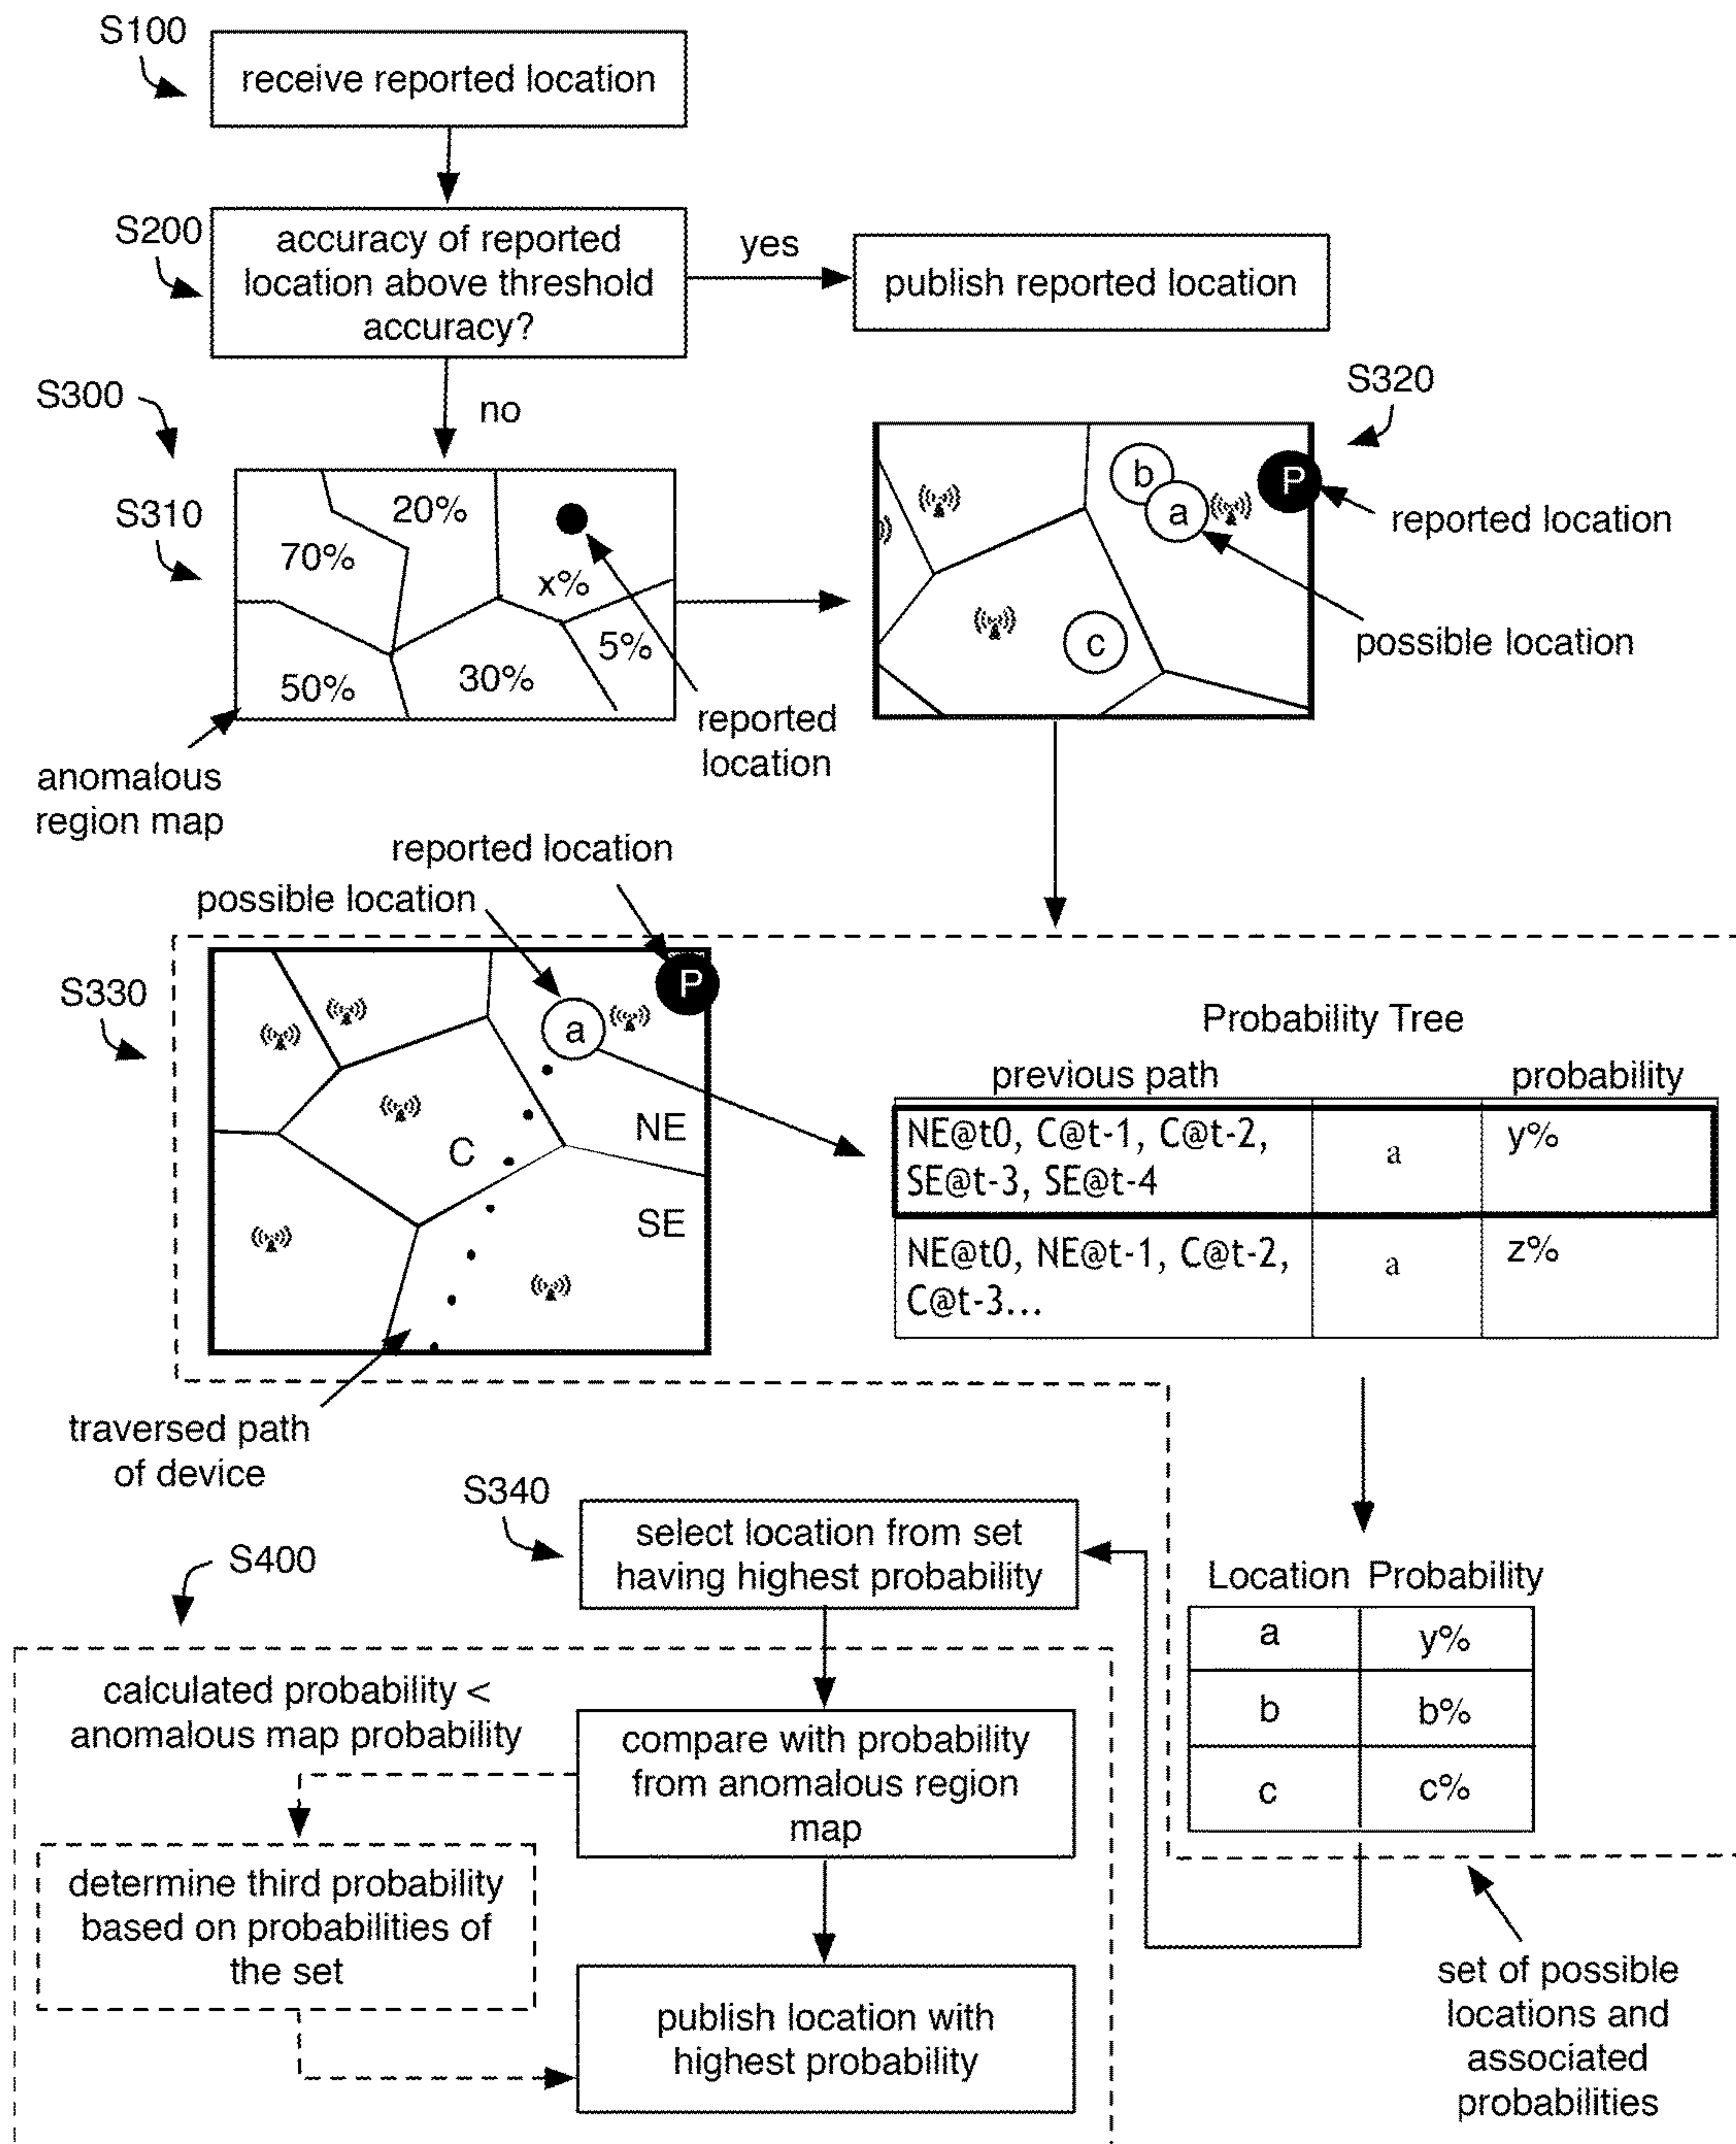 S100
receive reported location
S200
accuracy of reported
location above threshold
accuracy?
yes
publish reported location
no
S300
S310
20%
70%
x%
5%
50%
30%
reported
location
anomalous
region map
S320
b
a
P
c
reported location
possible location
reported location
possible location
S330
P
a
NE
C
SE
traversed path
of device
Probability Tree
previous path
probability
NE@t0, C@t-1, C@t-2,
SE@t-3, SE@t-4
a
y%
NE@t0, NE@t-1, C@t-2,
C@t-3...
a
z%
Location Probability
a y%
b b%
c c%
set of possible
locations and
associated
probabilities
S340
select location from set
having highest probability
S400
calculated probability <
anomalous map probability
compare with probability
from anomalous region
map
determine third probability
based on probabilities of
the set
publish location with
highest probability